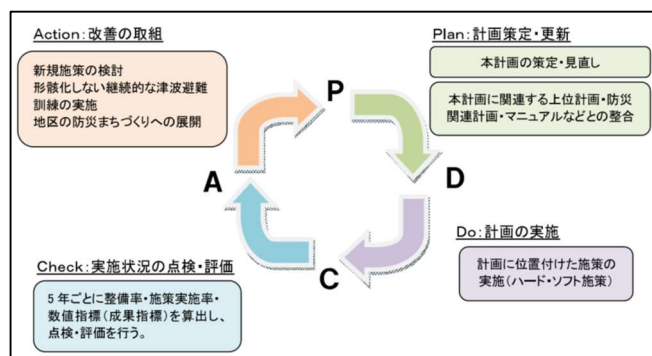 Action:改善の取組
新規施策の検討
形骸化しない継続的な津波避難
訓練の実施
地区の防災まちづくりへの展開
Plan:計画策定・更新
本計画の策定・見直し
本計画に関連する上位計画・防災
関連計画・マニュアルなどとの整合
P
A
D
C
Check:実施状況の点検・評価
5年ごとに整備率・施策実施率・
数値指標(成果指標)を算出し、
点検・評価を行う。
Do:計画の実施
計画に位置付けた施策の
実施(ハード・ソフト施策)